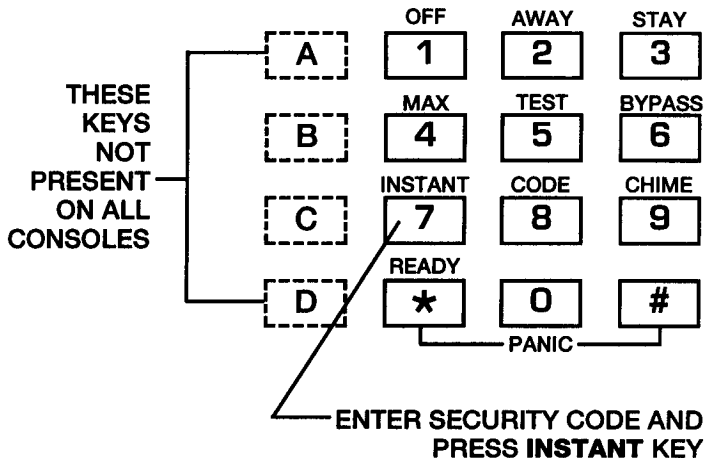 OFF AWAY STAY
A 1 2 3
THESE
KEYS
NOT
PRESENT
ON ALL
CONSOLES
MAX TEST BYPASS
B 4 5 6
INSTANT CODE CHIME
C 7 8 9
READY
D * 0 #
PANIC
ENTER SECURITY CODE AND
PRESS INSTANT KEY